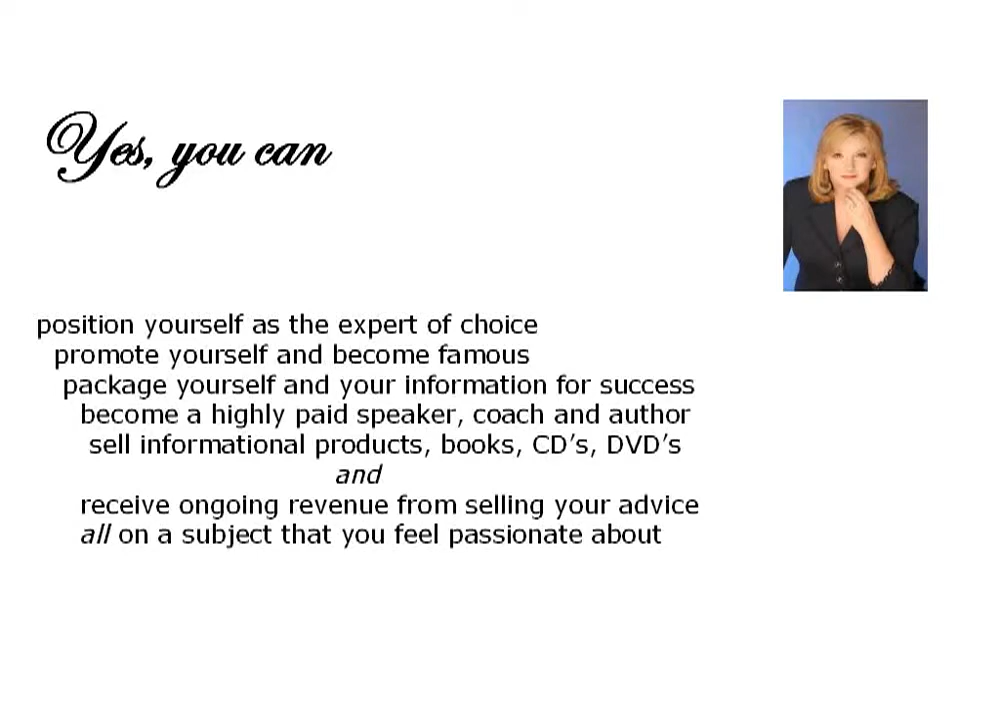 Yes, you can
position yourself as the expert of choice
promote yourself and become famous
package yourself and your information for success
become a highly paid speaker, coach and author
sell informational products, books, CD’s, DVD’s
and
receive ongoing revenue from selling your advice
all on a subject that you feel passionate about